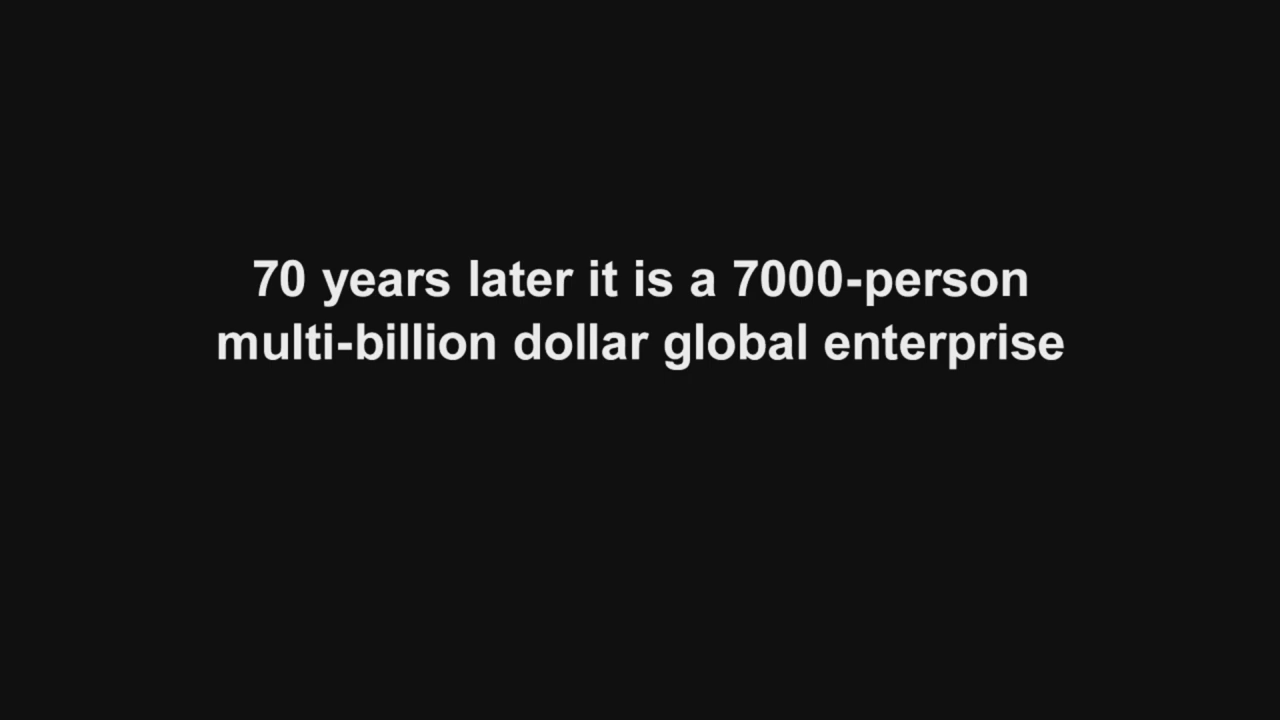 70 years later it is a 7000-person
multi-billion dollar global enterprise